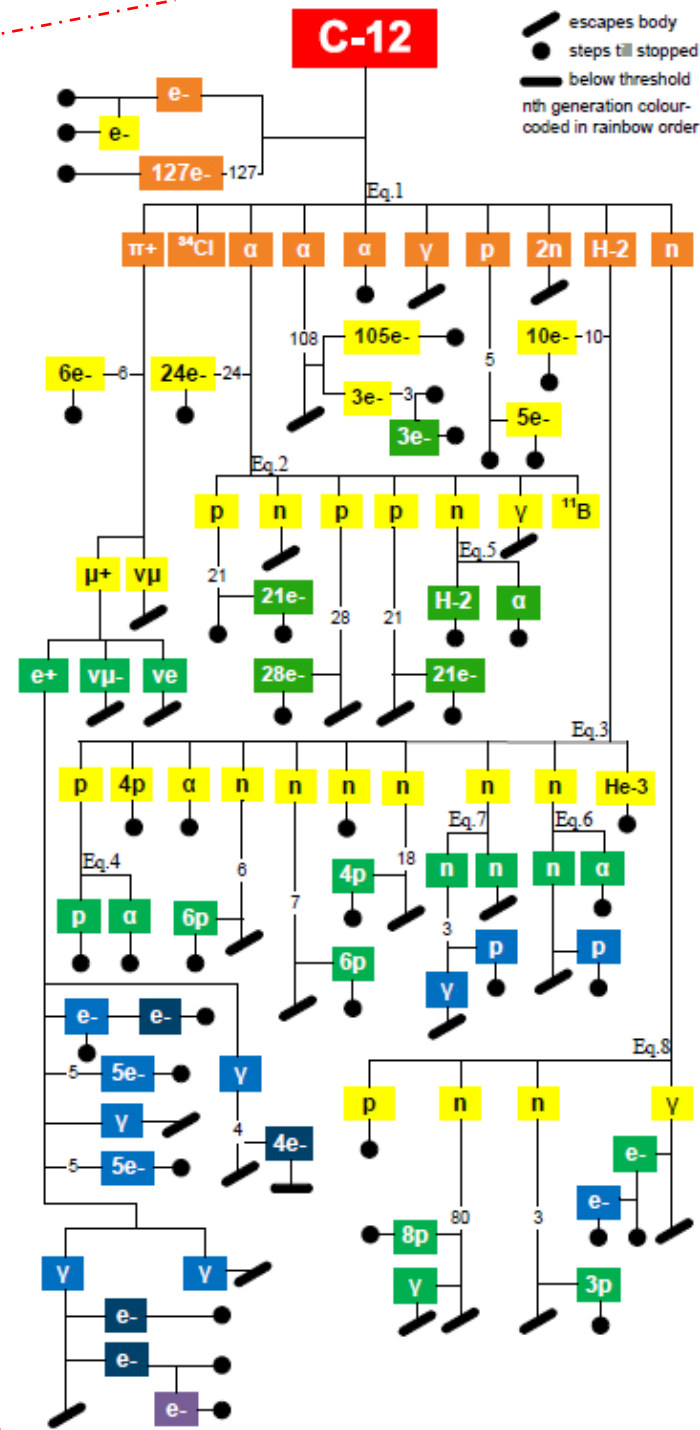 C-12
escapes body
steps till stopped
below threshold
nth generation colour-
coded in rainbow order
e-
e-
127e- 127
Eq.1
π+ ³⁴Cl α α α γ p 2n H-2 n
108 105e- 10e- 10
6e- 6 24e- 24 5
3e- 3 5e-
3e-
Eq.2
p n p p n γ ¹¹B
Eq.5
μ+ νμ 21 21e- 28 21 H-2 α
e+ νμ- νe 28e- 21e-
Eq.3
p 4p α n n n n n n He-3
Eq.7 Eq.6
Eq.4 6 4p 18 n n n α
p α 6p 7 3 p p
6p γ
e- e-
Eq.8
5 5e- γ p n n γ
γ 4 4e- e-
5 5e- e-
8p 80 3
γ γ γ 3p
e-
e-
e-